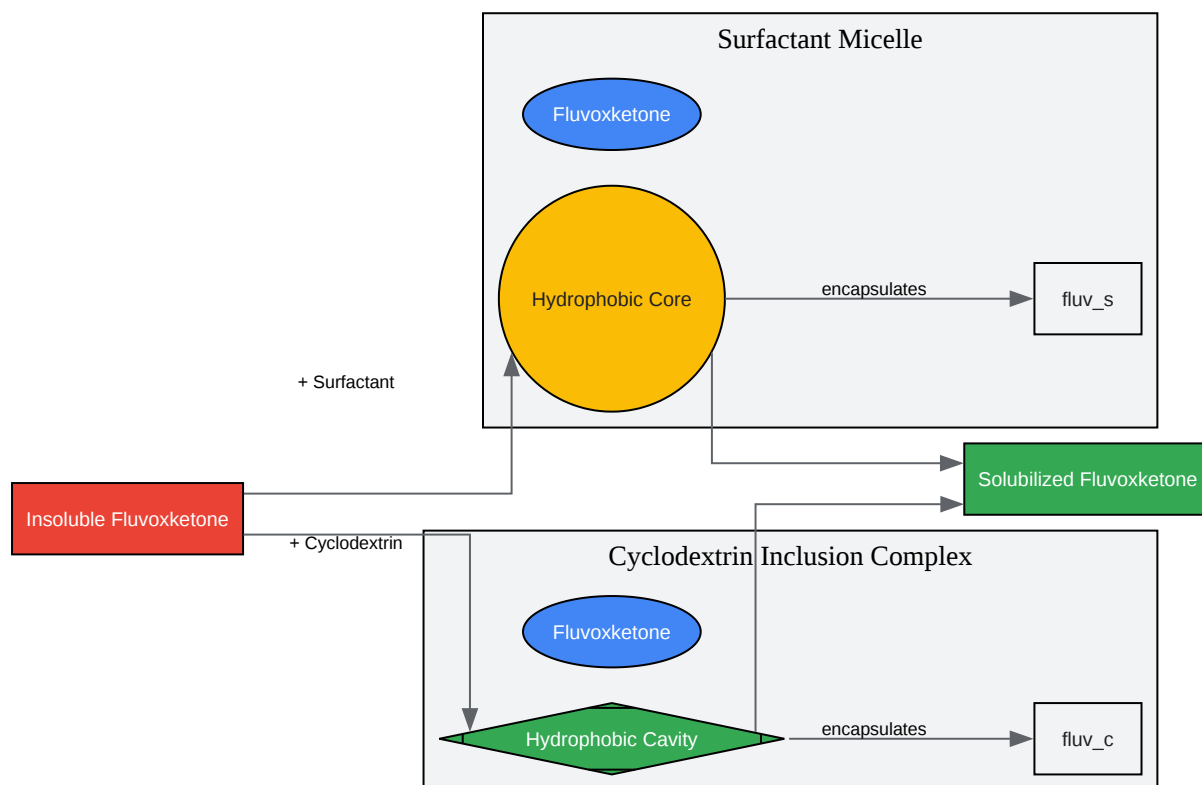 Surfactant Micelle
Fluvoxketone
Hydrophobic Core
encapsulates
fluv_s
+ Surfactant
Solubilized Fluvoxketone
Insoluble Fluvoxketone
+ Cyclodextrin
Cyclodextrin Inclusion Complex
Fluvoxketone
Hydrophobic Cavity
encapsulates
fluv_c